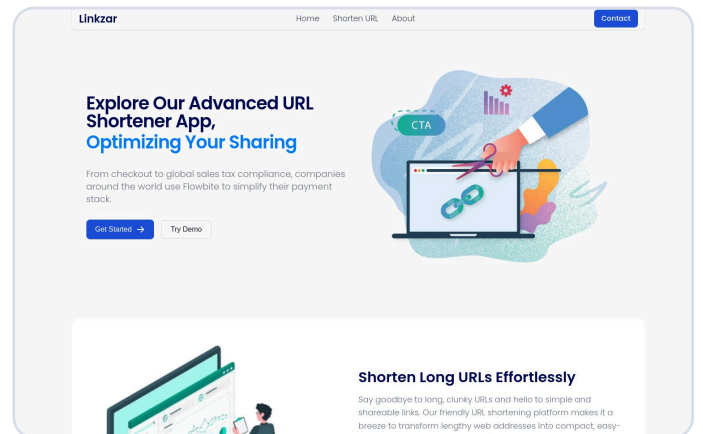 Linkzar
Home Shorten URL About
Contact
Explore Our Advanced URL
Shortener App,
Optimizing Your Sharing
From checkout to global sales tax compliance, companies
around the world use Flowbite to simplify their payment
stack.
Get Started →
Try Demo
CTA
Shorten Long URLs Effortlessly
Say goodbye to long, clunky URLs and hello to simple and
shareable links. Our friendly URL shortening platform makes it a
breeze to transform lengthy web addresses into compact, easy-